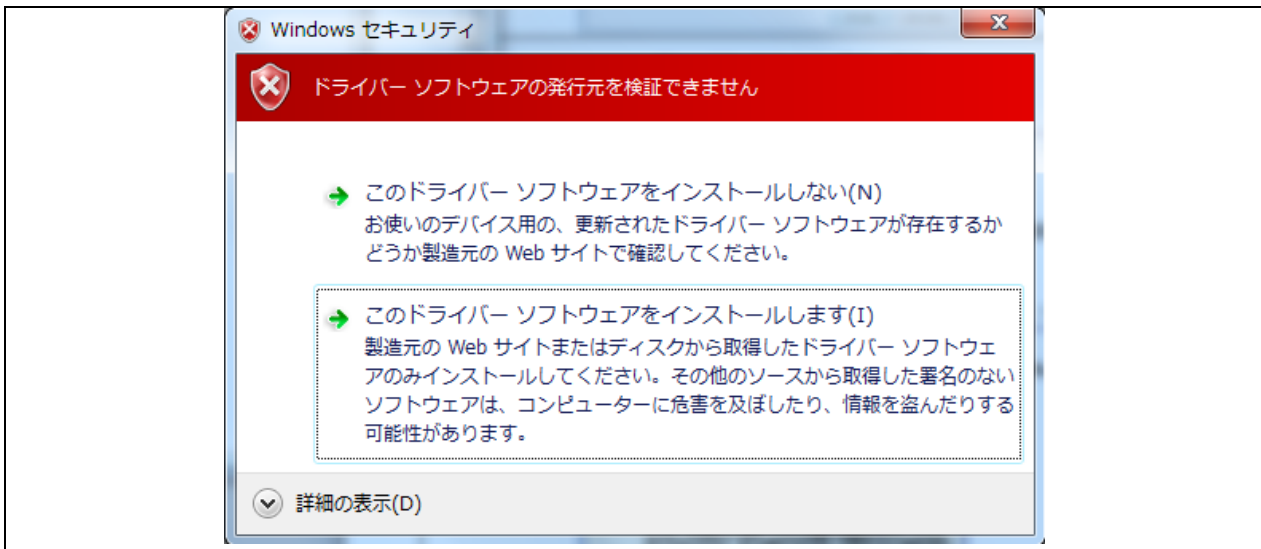 Windows セキュリティ
ドライバー ソフトウェアの発行元を検証できません
このドライバー ソフトウェアをインストールしない(N)
お使いのデバイス用の、更新されたドライバー ソフトウェアが存在するか
どうか製造元の Web サイトで確認してください。
このドライバー ソフトウェアをインストールします(I)
製造元の Web サイトまたはディスクから取得したドライバー ソフトウェ
アのみインストールしてください。その他のソースから取得した署名のない
ソフトウェアは、コンピューターに危害を及ぼしたり、情報を盗んだりする
可能性があります。
詳細の表示(D)